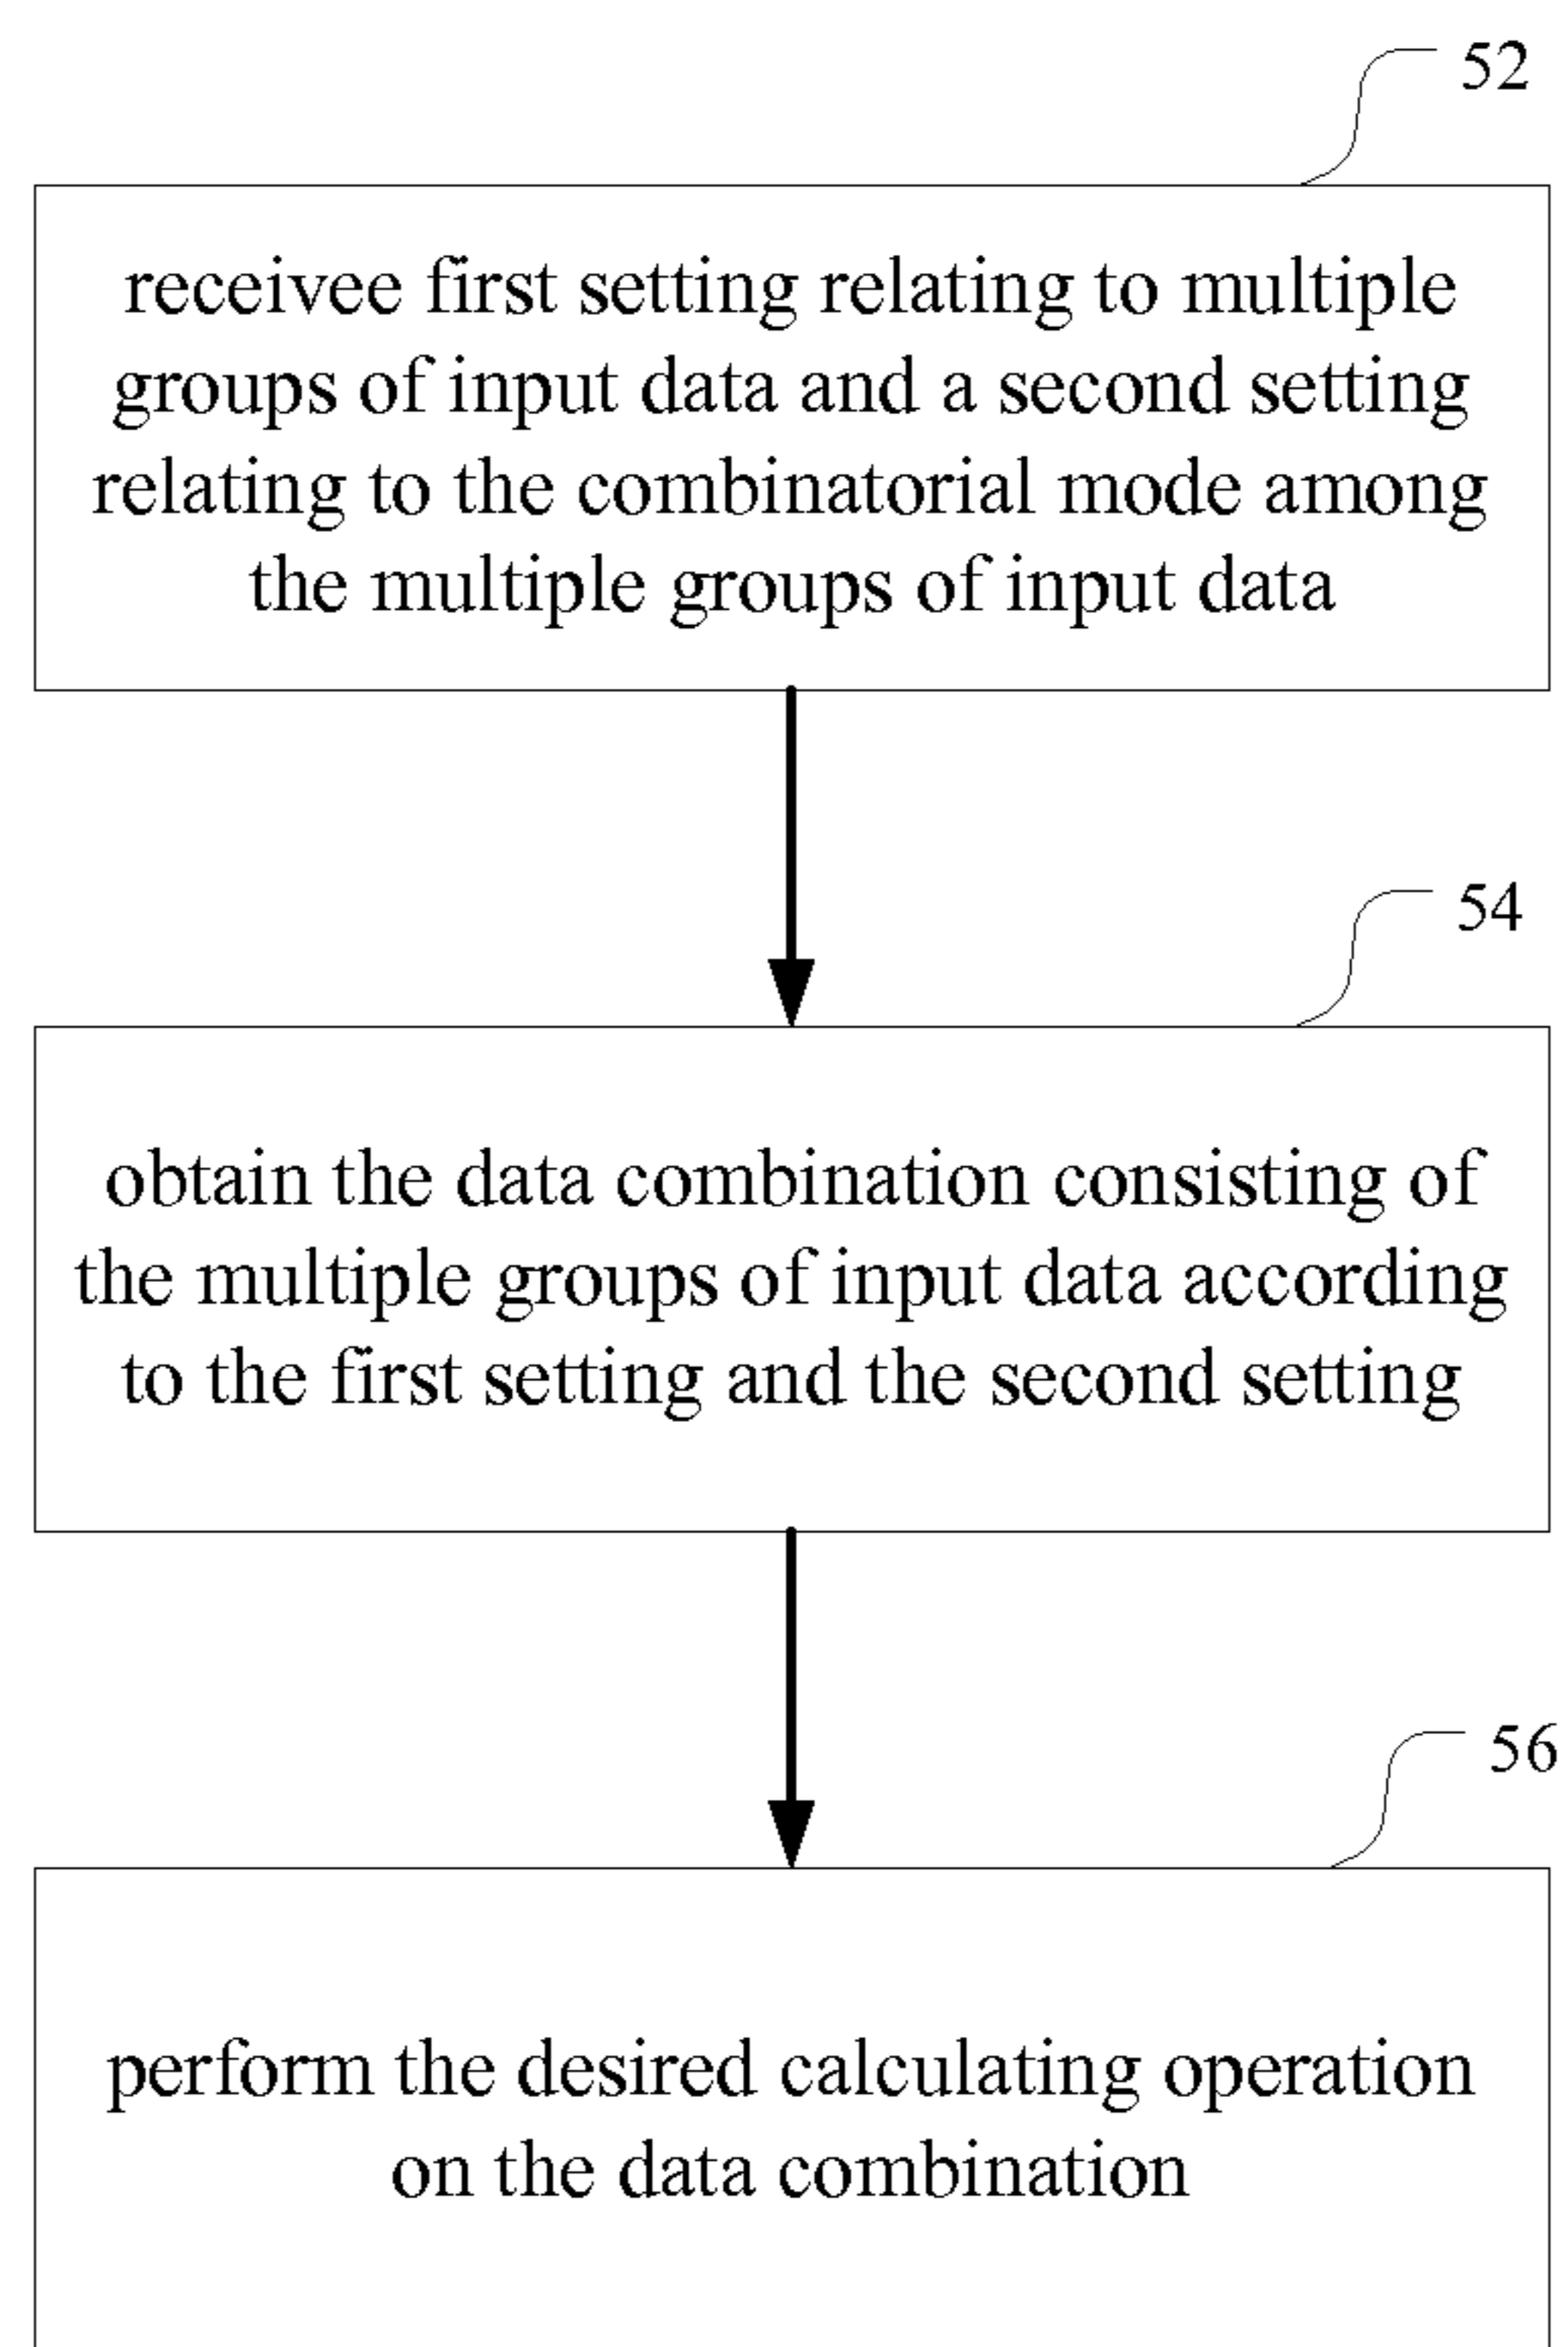 52
receivee first setting relating to multiple
groups of input data and a second setting
relating to the combinatorial mode among
the multiple groups of input data
54
obtain the data combination consisting of
the multiple groups of input data according
to the first setting and the second setting
56
perform the desired calculating operation
on the data combination